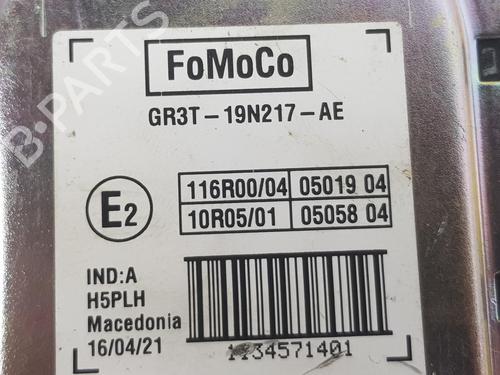 B-PARTS
FoMoCo
GR3T-19N217-AE
E2
116R00/04 05019 04
10R05/01 05058 04
IND:A
H5PLH
Macedonia
16/04/21
1134571401